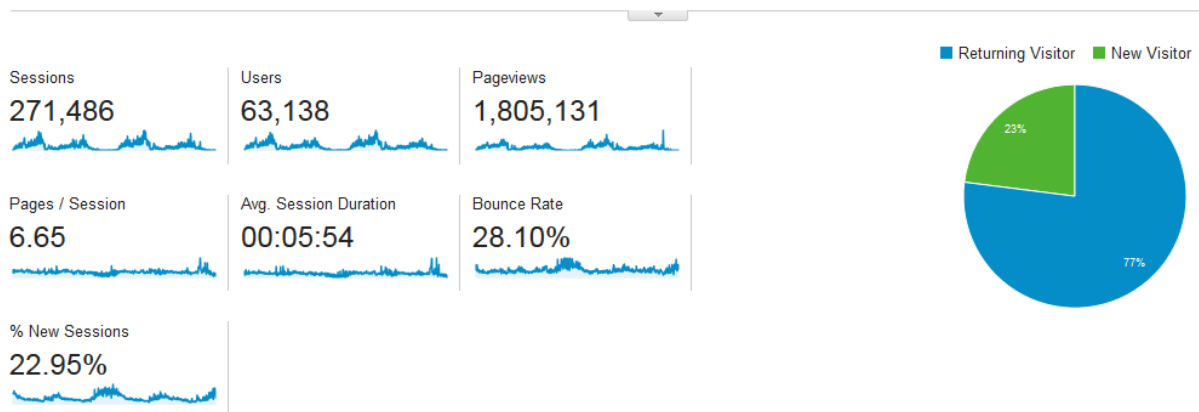 Returning Visitor New Visitor
Sessions
271,486
Users
63,138
Pageviews
1,805,131
Pages / Session
6.65
Avg. Session Duration
00:05:54
Bounce Rate
28.10%
% New Sessions
22.95%
23%
77%